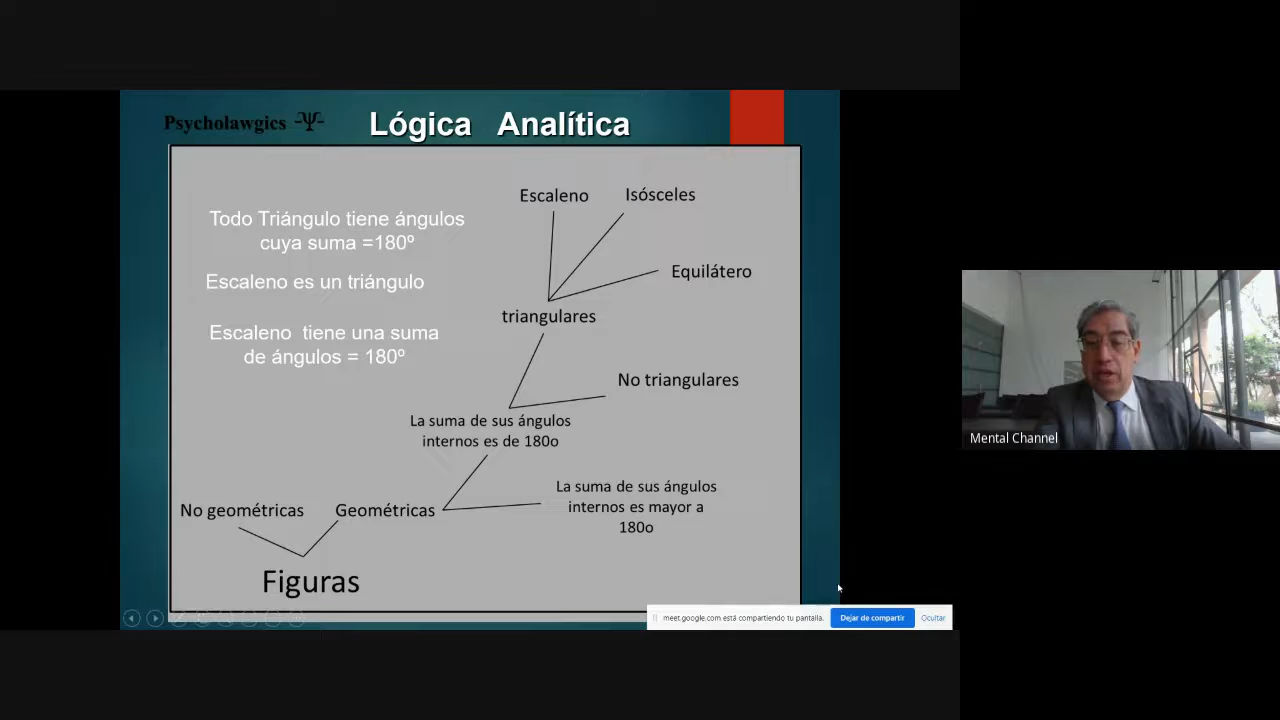 Psycholawgics
Lógica Analítica
Todo Triángulo tiene ángulos
cuya suma =180º
Escaleno es un triángulo
Escaleno tiene una suma
de ángulos = 180º
Escaleno
Isósceles
Equilátero
triangulares
No triangulares
La suma de sus ángulos
internos es de 180o
La suma de sus ángulos
internos es mayor a
180o
No geométricas
Geométricas
Figuras
meet.google.com está compartiendo tu pantalla.
Dejar de compartir
Ocultar
Mental Channel